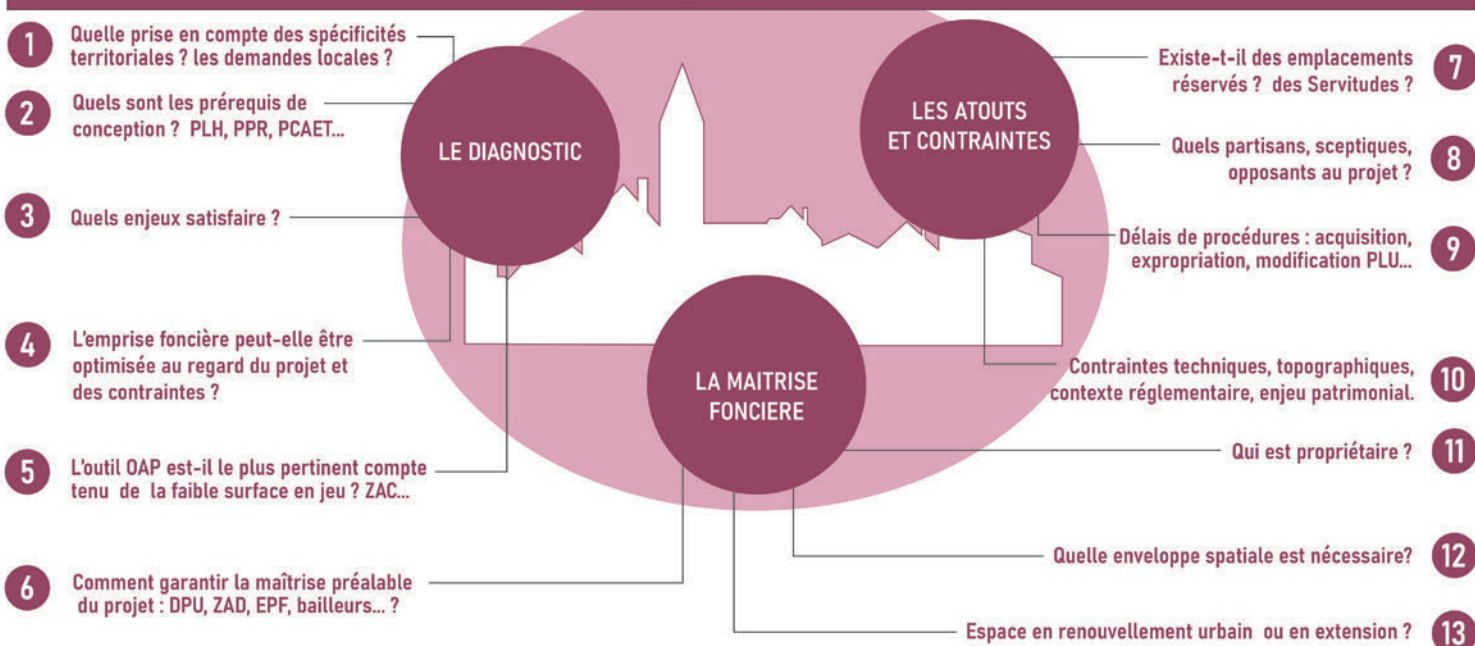 1
Quelle prise en compte des spécificités
territoriales ? les demandes locales ?
2
Quels sont les prérequis de
conception ? PLH, PPR, PCAET...
3
Quels enjeux satisfaire ?
4
L'emprise foncière peut-elle être
optimisée au regard du projet et
des contraintes ?
5
L'outil OAP est-il le plus pertinent compte
tenu de la faible surface en jeu ? ZAC...
6
Comment garantir la maîtrise préalable
du projet : DPU, ZAD, EPF, bailleurs... ?
LE DIAGNOSTIC
LES ATOUTS
ET CONTRAINTES
LA MAITRISE
FONCIERE
Existe-t-il des emplacements
réservés ? des Servitudes ?
7
Quels partisans, sceptiques,
opposants au projet ?
8
Délais de procédures : acquisition,
expropriation, modification PLU...
9
Contraintes techniques, topographiques,
contexte réglementaire, enjeu patrimonial.
10
Qui est propriétaire ?
11
Quelle enveloppe spatiale est nécessaire?
12
Espace en renouvellement urbain ou en extension ?
13